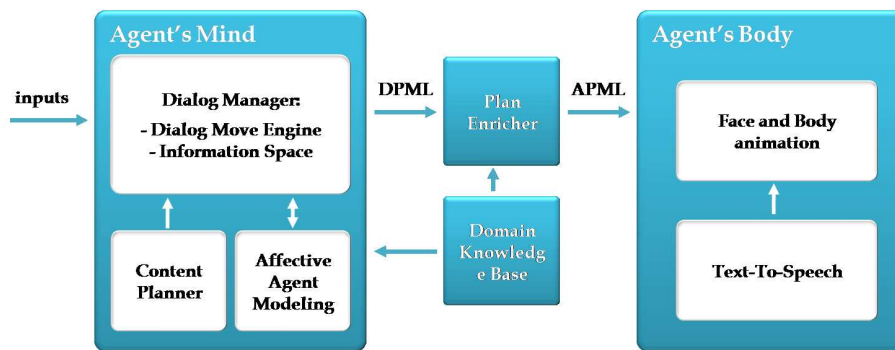 Agent's Mind
inputs
Dialog Manager:
- Dialog Move Engine
- Information Space
Content
Planner
Affective
Agent
Modeling
DPML
Plan
Enricher
Domain
Knowledg
e Base
APML
Agent's Body
Face and Body
animation
Text-To-Speech